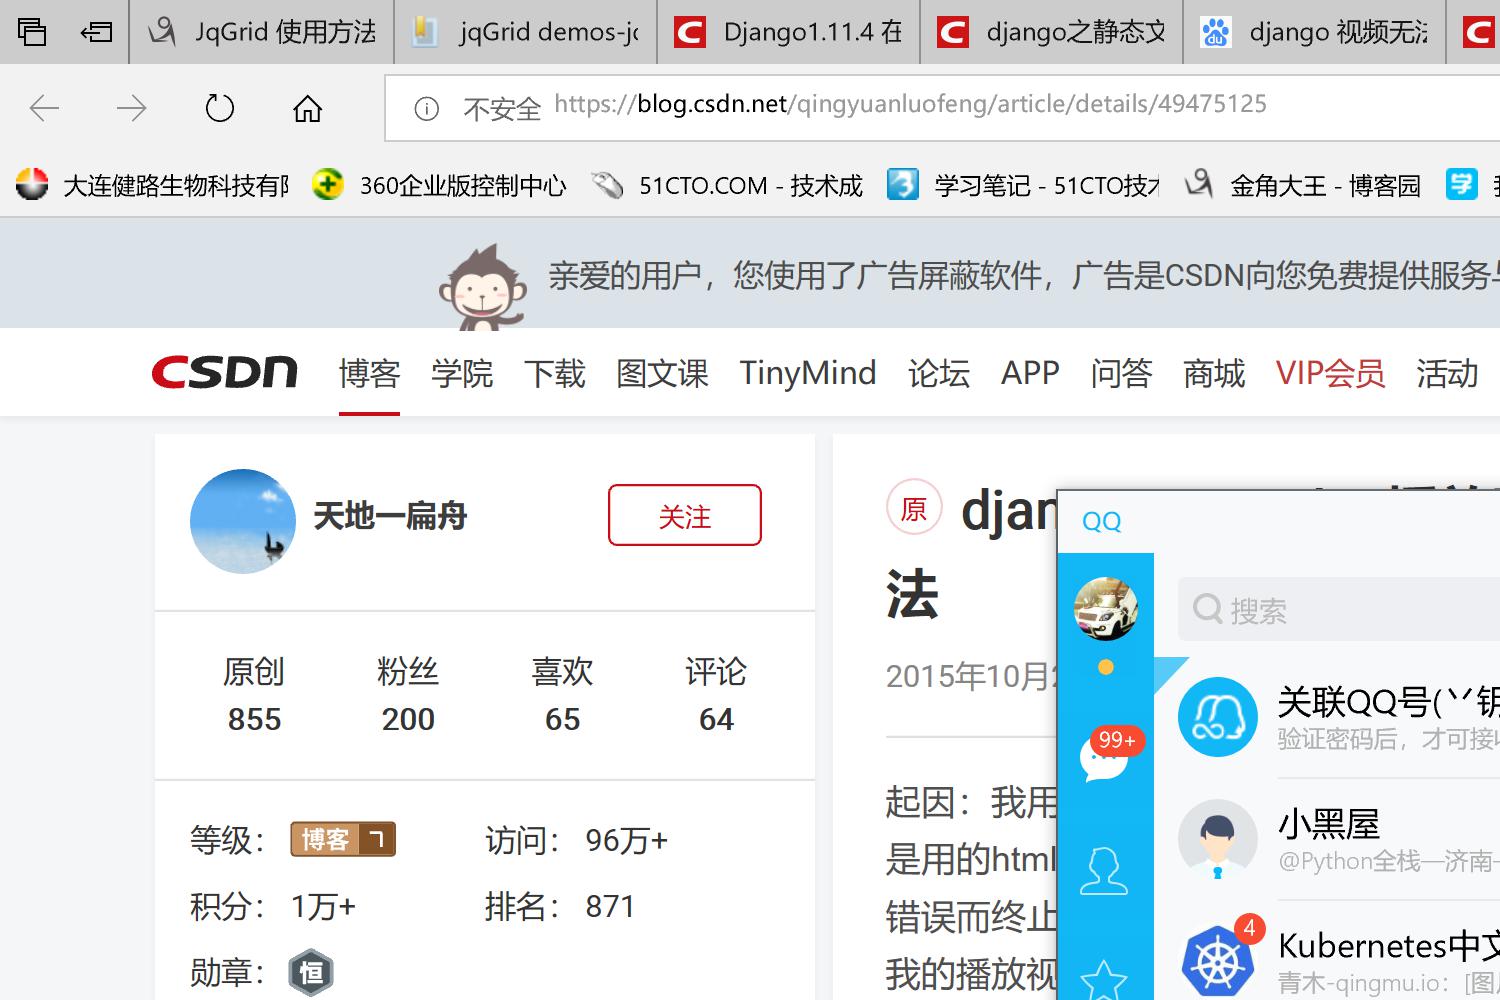 JqGrid 使用方法
jqGrid demos-jq
Django1.11.4 在
django之静态文
django 视频无法
不安全 https://blog.csdn.net/qingyuanluofeng/article/details/49475125
大连健路生物科技有限
360企业版控制中心
51CTO.COM - 技术成
学习笔记 - 51CTO技术
金角大王 - 博客园
学
亲爱的用户，您使用了广告屏蔽软件，广告是CSDN向您免费提供服务与
CSDN 博客 学院 下载 图文课 TinyMind 论坛 APP 问答 商城 VIP会员 活动
天地一扁舟
关注
原创 粉丝 喜欢 评论
855 200 65 64
等级： 博客 7 访问： 96万+
积分： 1万+ 排名： 871
勋章： 恒
原 djan
法
2015年10月2
起因：我用
是用的html
错误而终止
我的播放视
QQ
搜索
99+
关联QQ号(丷钥
验证密码后，才可接收
小黑屋
@Python全栈—济南-
4
Kubernetes中文
青木-qingmu.io：[图片